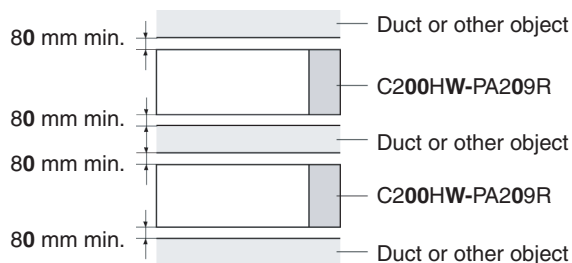 Duct or other object
80 mm min.
C200HW-PA209R
80 mm min.
Duct or other object
80 mm min.
C200HW-PA209R
80 mm min.
Duct or other object